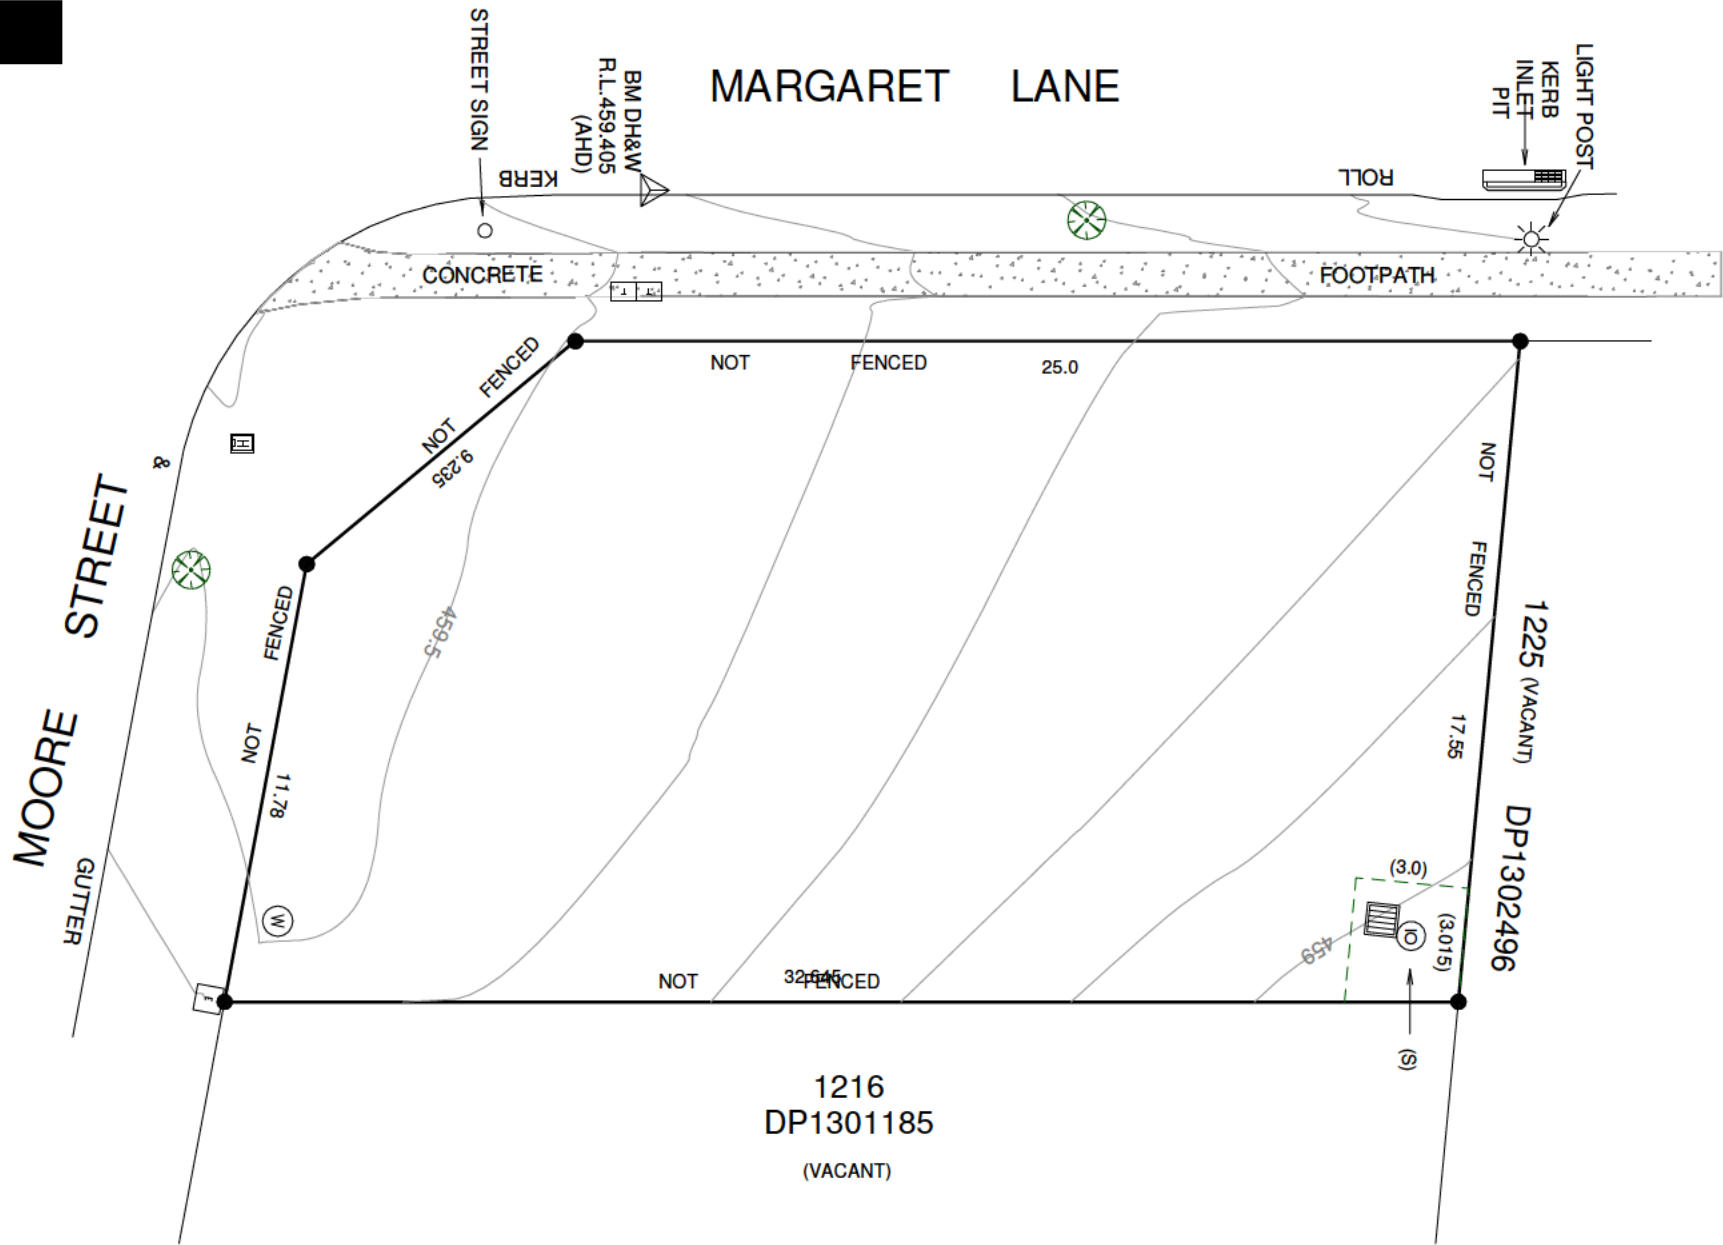 MARGARET LANE
STREET SIGN
BM DH&W
R.L.459.405
(AHD)
KERB
INLET
PIT
LIGHT POST
KERB
ROLL
CONCRETE
FOOTPATH
T T
NOT FENCED
25.0
NOT FENCED
9.235
H
&
MOORE STREET
GUTTER
NOT FENCED
11.78
459.5
NOT FENCED
17.55
1225 (VACANT) DP1302496
(3.0)
(3.015)
IO
459
(S)
W
E
NOT FENCED
32.645
1216
DP1301185
(VACANT)